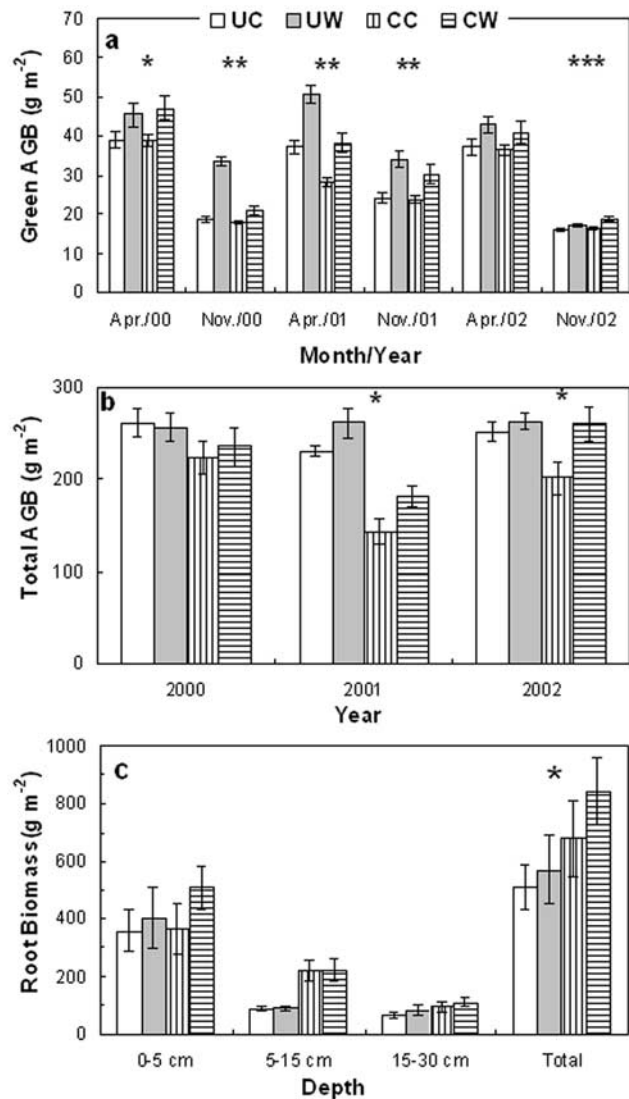 UC UW CC CW
a
* ** ** ** ***
Green AGB (g m-2)
70
60
50
40
30
20
10
0
Apr./00 Nov./00 Apr./01 Nov./01 Apr./02 Nov./02
Month/Year
b
* *
Total AGB (g m-2)
300
200
100
0
2000 2001 2002
Year
C
*
Root Biomass(g m-2)
1000
800
600
400
200
0
0-5 cm 5-15 cm 15-30 cm Total
Depth